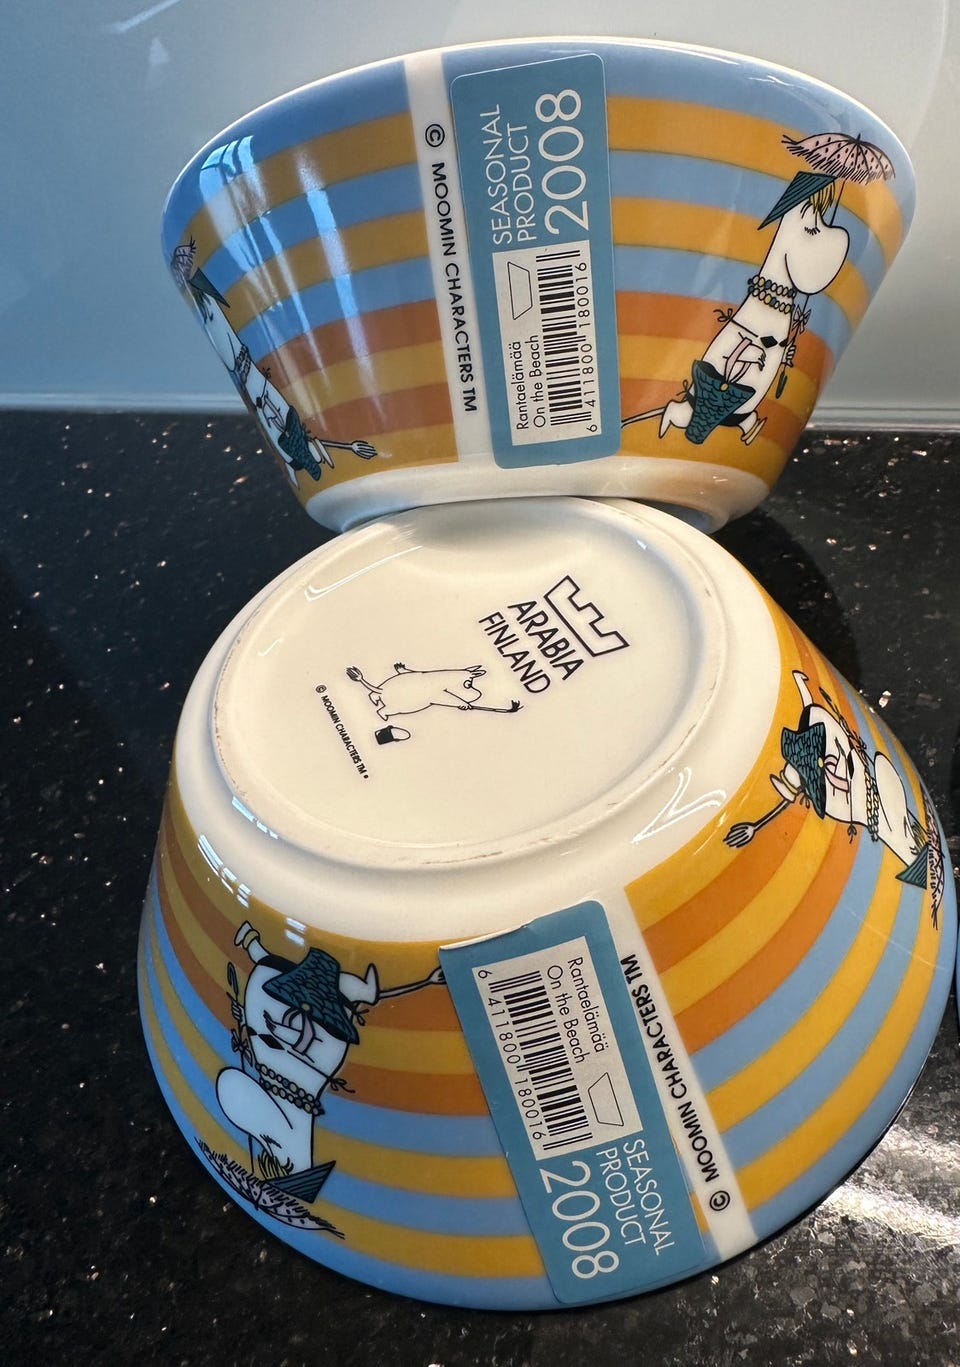 © MOOMIN CHARACTERS TM
SEASONAL
PRODUCT
2008
Rantaelämää
On the Beach
6 411800 180016
ARABIA
FINLAND
© MOOMIN CHARACTERS TM
6 411800 180016
On the Beach
Rantaelämää
SEASONAL
PRODUCT
2008
© MOOMIN CHARACTERS TM